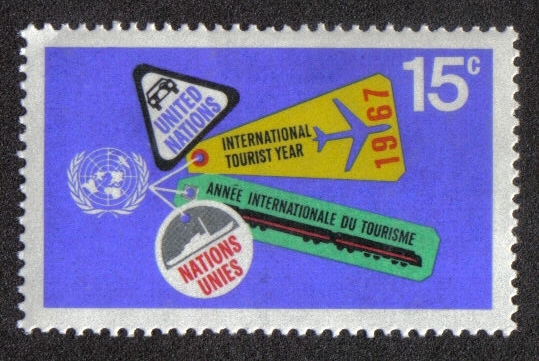 15c
UNITED
NATIONS
INTERNATIONAL
TOURIST YEAR
1967
ANNÉE INTERNATIONALE DU TOURISME
NATIONS
UNIES